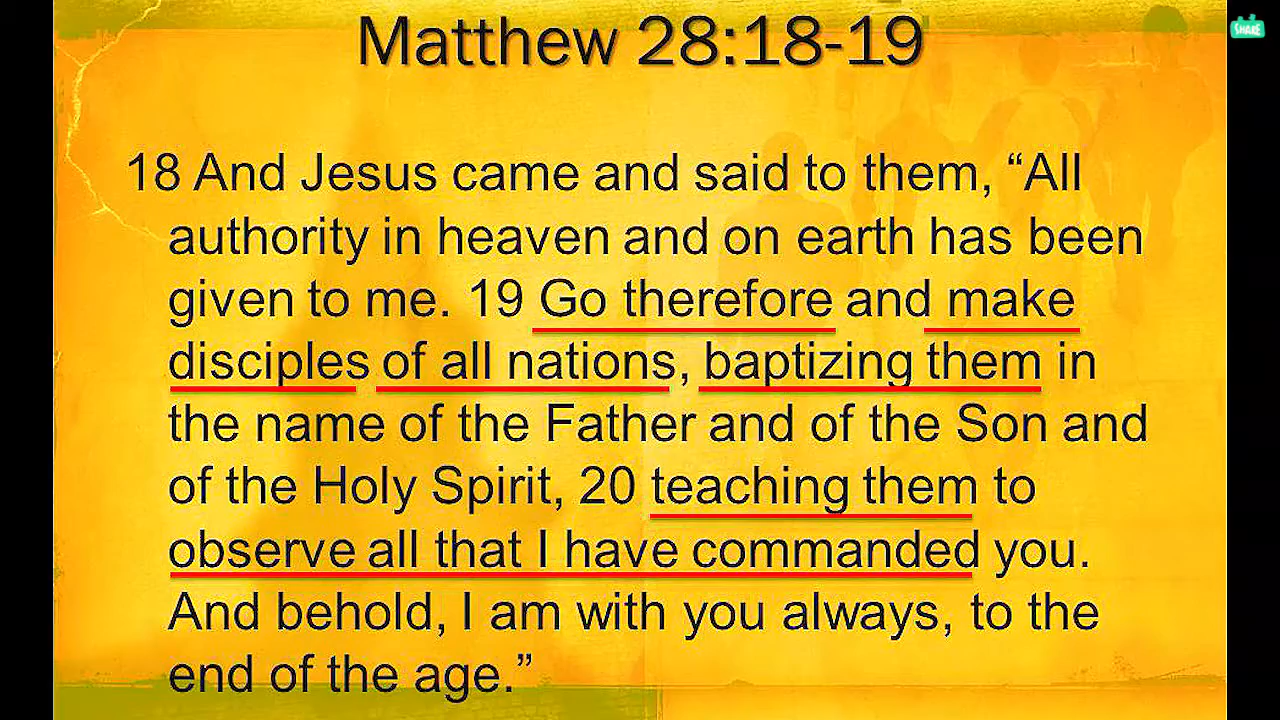 Matthew 28:18-19
SHARE
18 And Jesus came and said to them, “All
authority in heaven and on earth has been
given to me. 19 Go therefore and make
disciples of all nations, baptizing them in
the name of the Father and of the Son and
of the Holy Spirit, 20 teaching them to
observe all that I have commanded you.
And behold, I am with you always, to the
end of the age.”